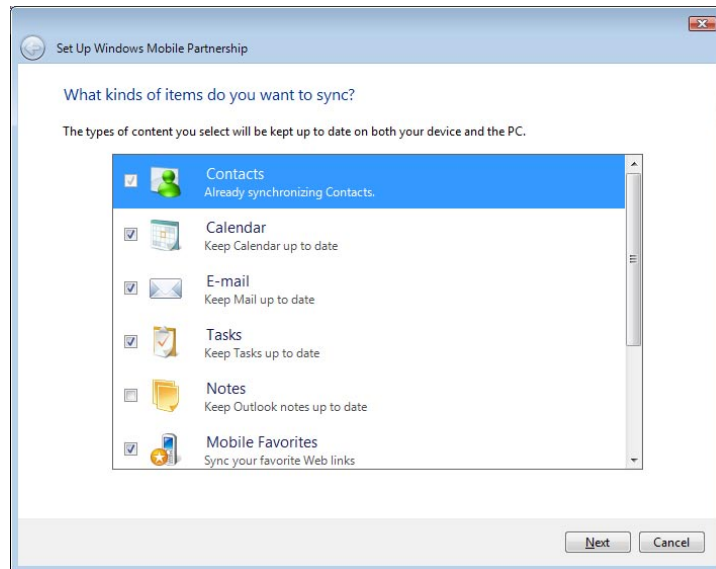 Set Up Windows Mobile Partnership
What kinds of items do you want to sync?
The types of content you select will be kept up to date on both your device and the PC.
Contacts
Already synchronizing Contacts.
Calendar
Keep Calendar up to date
E-mail
Keep Mail up to date
Tasks
Keep Tasks up to date
Notes
Keep Outlook notes up to date
Mobile Favorites
Sync your favorite Web links
Next Cancel